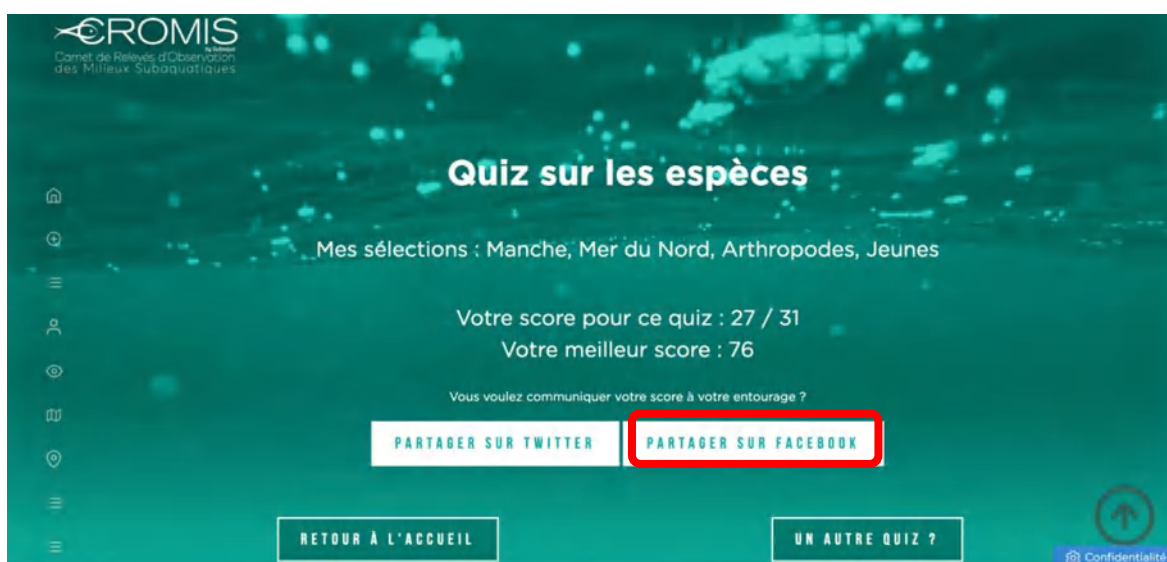 CROMIS
by Subaqua
Carnet de Relevés d'Observation
des Milieux Subaquatiques
Quiz sur les espèces
Mes sélections : Manche, Mer du Nord, Arthropodes, Jeunes
Votre score pour ce quiz : 27 / 31
Votre meilleur score : 76
Vous voulez communiquer votre score à votre entourage ?
PARTAGER SUR TWITTER
PARTAGER SUR FACEBOOK
RETOUR À L'ACCUEIL
UN AUTRE QUIZ ?
Confidentialité